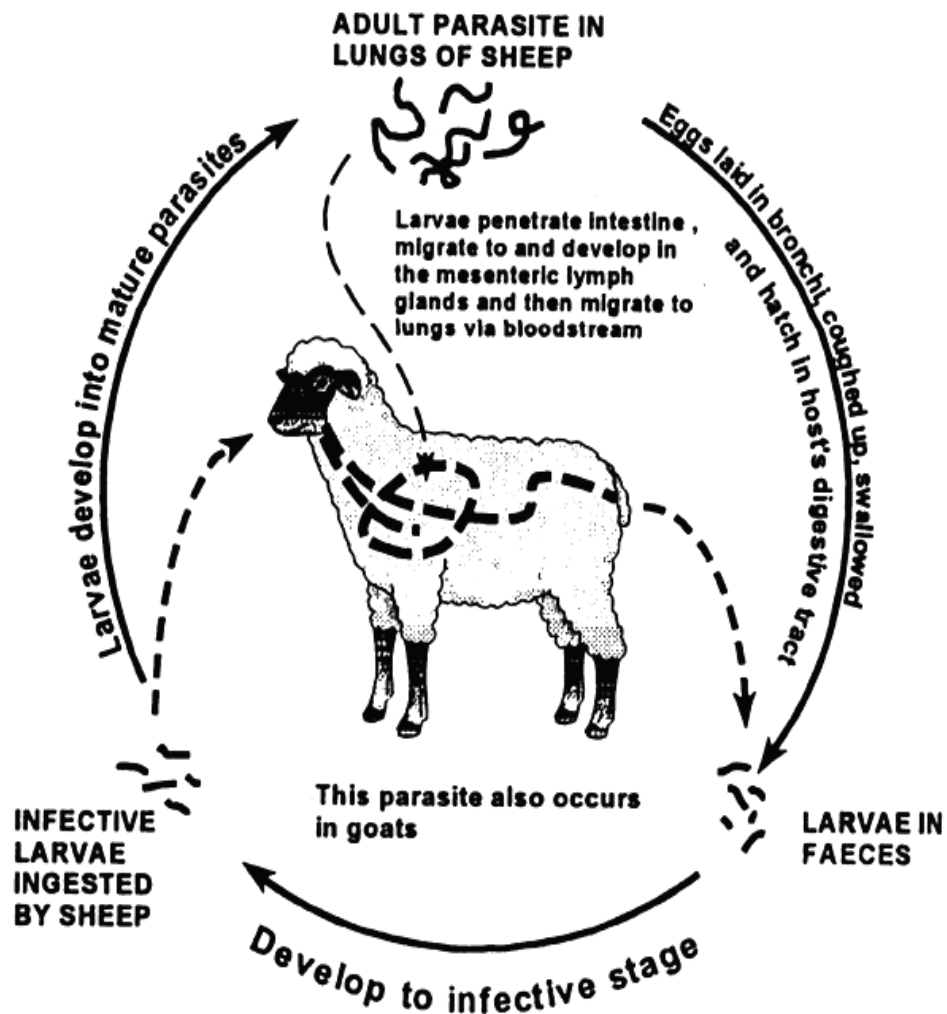 ADULT PARASITE IN
LUNGS OF SHEEP
Eggs laid in bronchi, coughed up, swallowed
and hatch in host's digestive tract
Larvae penetrate intestine ,
migrate to and develop in
the mesenteric lymph
glands and then migrate to
lungs via bloodstream
Larvae develop into mature parasites
This parasite also occurs
in goats
LARVAE IN
FAECES
INFECTIVE
LARVAE
INGESTED
BY SHEEP
Develop to infective stage